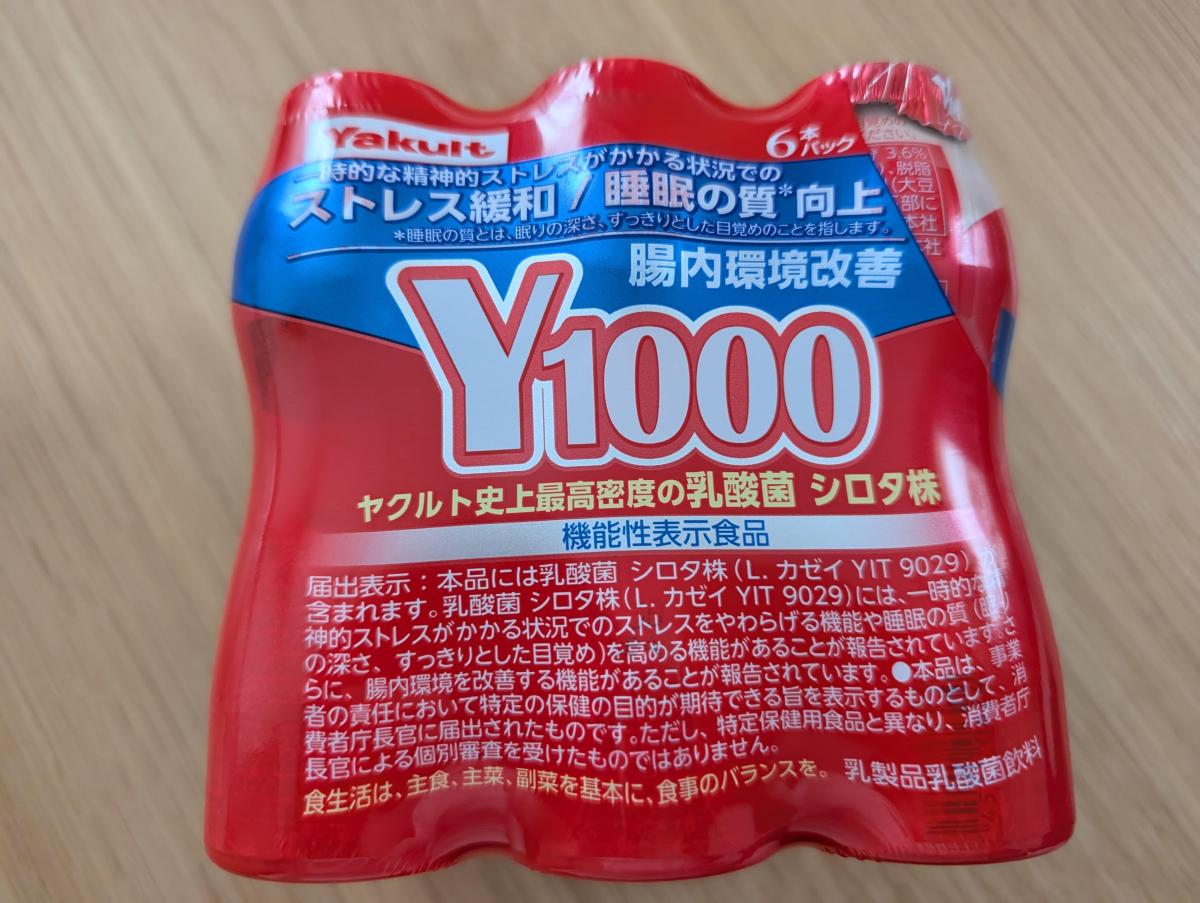 Yakult
6本パック
一時的な精神的ストレスがかかる状況での
ストレス緩和/睡眠の質*向上
*睡眠の質とは、眠りの深さ、すっきりとした目覚めのことを指します。
腸内環境改善
Y1000
ヤクルト史上最高密度の乳酸菌 シロタ株
機能性表示食品
届出表示:本品には乳酸菌 シロタ株(L. カゼイ YIT 9029)が
含まれます。乳酸菌 シロタ株(L. カゼイ YIT 9029)には、一時的な精
神的ストレスがかかる状況でのストレスをやわらげる機能や睡眠の質(眠り
の深さ、すっきりとした目覚め)を高める機能があることが報告されています。さ
らに、腸内環境を改善する機能があることが報告されています。●本品は、事業
者の責任において特定の保健の目的が期待できる旨を表示するものとして、消
費者庁長官に届出されたものです。ただし、特定保健用食品と異なり、消費者庁
長官による個別審査を受けたものではありません。
食生活は、主食、主菜、副菜を基本に、食事のバランスを。
乳製品乳酸菌飲料
ださい。
3.6%
脱脂
(大豆
部に
本社
社